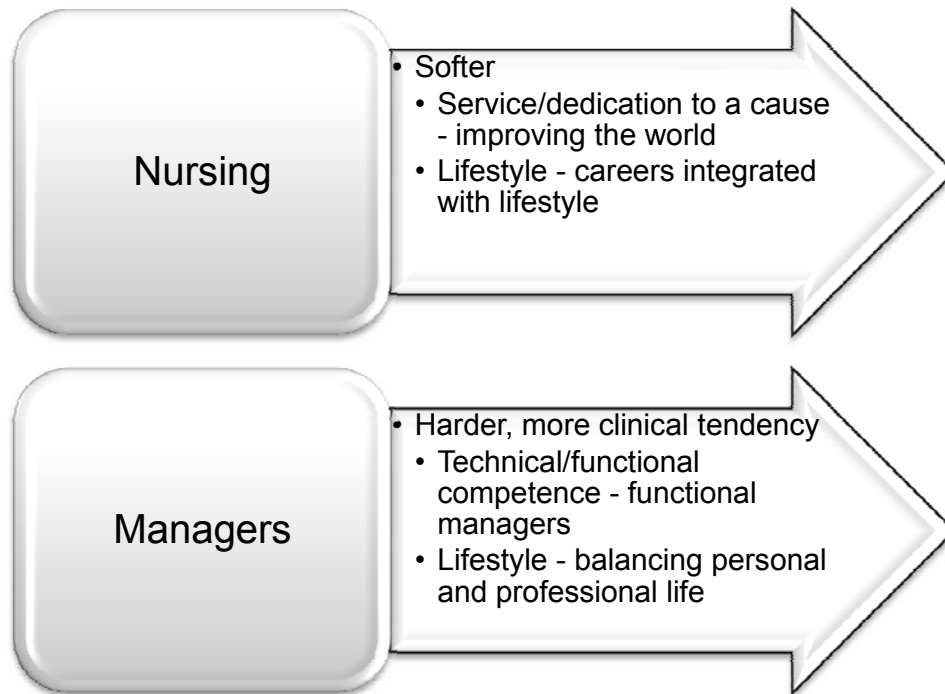 Nursing
• Softer
• Service/dedication to a cause
- improving the world
• Lifestyle - careers integrated
with lifestyle
Managers
• Harder, more clinical tendency
• Technical/functional
competence - functional
managers
• Lifestyle - balancing personal
and professional life